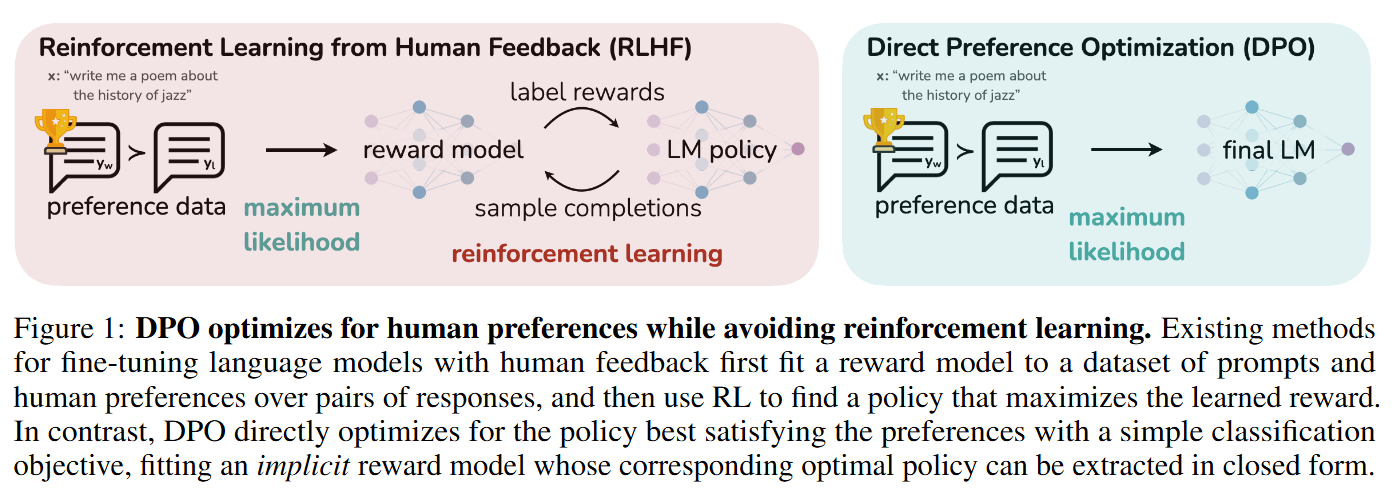 Reinforcement Learning from Human Feedback (RLHF)
x: “write me a poem about
the history of jazz”
label rewards
yw
≻
yl
reward model
LM policy
preference data
maximum
likelihood
sample completions
reinforcement learning
Direct Preference Optimization (DPO)
x: “write me a poem about
the history of jazz”
yw
≻
yl
final LM
preference data
maximum
likelihood
Figure 1: DPO optimizes for human preferences while avoiding reinforcement learning. Existing methods
for fine-tuning language models with human feedback first fit a reward model to a dataset of prompts and
human preferences over pairs of responses, and then use RL to find a policy that maximizes the learned reward.
In contrast, DPO directly optimizes for the policy best satisfying the preferences with a simple classification
objective, fitting an implicit reward model whose corresponding optimal policy can be extracted in closed form.